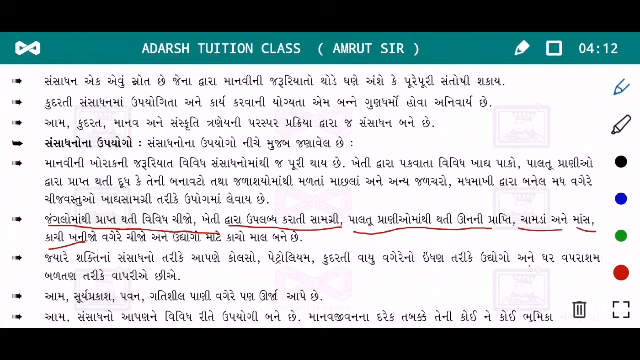 ADARSH TUITION CLASS ( AMRUT SIR )
04:12
સંસાધન એક એવું સ્રોત છે જેના દ્વારા માનવીની જરૂરિયાતો થોડે ઘણે અંશે કે પૂરેપૂરી સંતોષી શકાય.
કુદરતી સંસાધનમાં ઉપયોગિતા અને કાર્ય કરવાની યોગ્યતા એમ બન્ને ગુણધર્મો હોવા અનિવાર્ય છે.
આમ, કુદરત, માનવ અને સંસ્કૃતિ ત્રણેયની પરસ્પર પ્રક્રિયા દ્વારા જ સંસાધન બને છે.
સંસાધનોના ઉપયોગો : સંસાધનોના ઉપયોગો નીચે મુજબ જણાવેલ છે :
માનવીની ખોરાકની જરૂરિયાત વિવિધ સંસાધનોમાંથી જ પૂરી થાય છે. ખેતી દ્વારા પકવાતા વિવિધ ખાદ્ય પાકો, પાલતૂ પ્રાણીઓ
દ્વારા પ્રાપ્ત થતી દૂધ કે તેની બનાવટો તથા જળાશયોમાંથી મળતાં માછલાં અને અન્ય જળચરો, મધમાખી દ્વારા બનેલ મધ વગેરે
ચીજવસ્તુઓ ખાદ્યસામગ્રી તરીકે ઉપયોગમાં લેવાય છે.
જંગલોમાંથી પ્રાપ્ત થતી વિવિધ ચીજો, ખેતી દ્વારા ઉપલબ્ધ કરાતી સામગ્રી, પાલતૂ પ્રાણીઓમાંથી થતી ઊનની પ્રાપ્તિ, ચામડાં અને માંસ,
કાચી ખનીજો વગેરે ચીજો અને ઉદ્યોગો માટે કાચો માલ બને છે.
જ્યારે શક્તિનાં સંસાધનો તરીકે આપણે કોલસો, પેટ્રોલિયમ, કુદરતી વાયુ વગેરેનો ઇંધણ તરીકે ઉદ્યોગો અને ઘર વપરાશમ
બળતણ તરીકે વાપરીએ છીએ.
આમ, સૂર્યપ્રકાશ, પવન, ગતિશીલ પાણી વગેરે પણ ઊર્જા આપે છે.
આમ, સંસાધનો આપણને વિવિધ રીતે ઉપયોગી બને છે. માનવજીવનના દરેક તબક્કે તેની કોઈ ને કોઈ ભૂમિકા